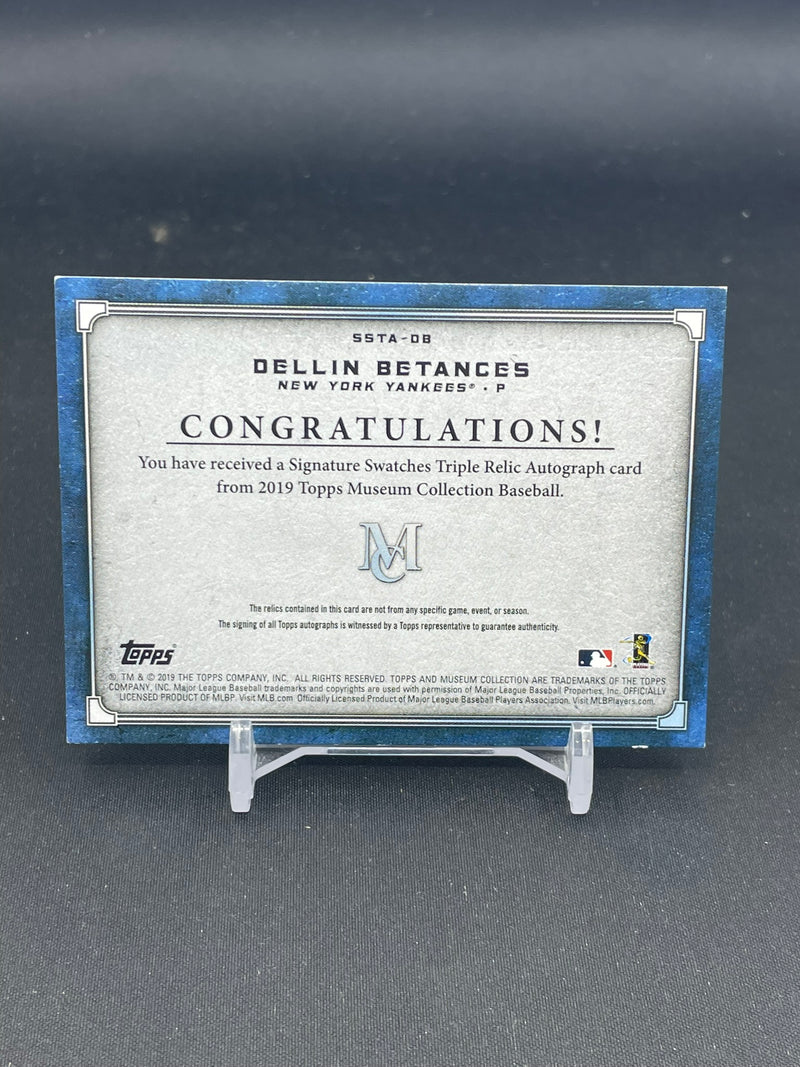 SSTA-DB
DELLIN BETANCES
NEW YORK YANKEES® • P
CONGRATULATIONS!
You have received a Signature Swatches Triple Relic Autograph card
from 2019 Topps Museum Collection Baseball.
MC
The relics contained in this card are not from any specific game, event, or season.
The signing of all Topps autographs is witnessed by a Topps representative to guarantee authenticity.
TOPPS®
®, TM & © 2019 THE TOPPS COMPANY, INC. ALL RIGHTS RESERVED. TOPPS AND MUSEUM COLLECTION ARE TRADEMARKS OF THE TOPPS
COMPANY, INC. Major League Baseball trademarks and copyrights are used with permission of Major League Baseball Properties, Inc. OFFICIALLY
LICENSED PRODUCT OF MLBP. Visit MLB.com. Officially Licensed Product of Major League Baseball Players Association. Visit MLBPlayers.com.